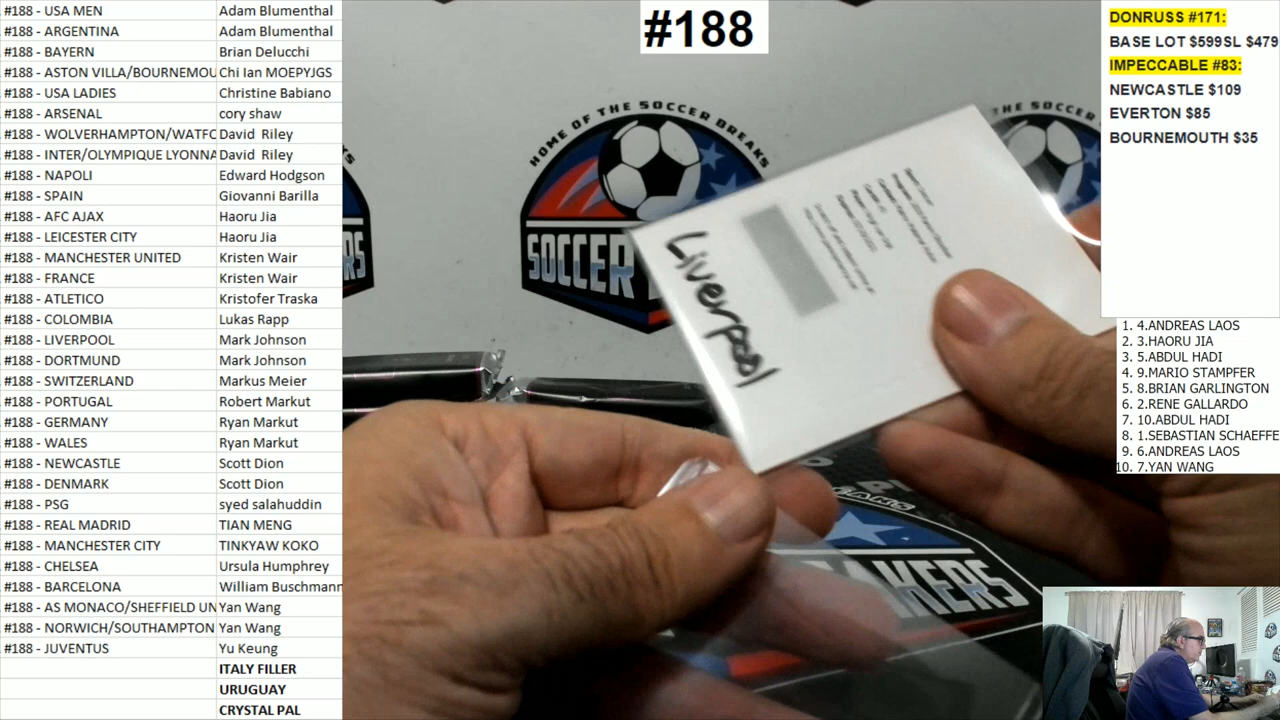 #188 - USA MEN Adam Blumenthal
#188 - ARGENTINA Adam Blumenthal
#188 - BAYERN Brian Delucchi
#188 - ASTON VILLA/BOURNEMOU Chi Ian MOEPYJGS
#188 - USA LADIES Christine Babiano
#188 - ARSENAL cory shaw
#188 - WOLVERHAMPTON/WATFC David Riley
#188 - INTER/OLYMPIQUE LYONNA David Riley
#188 - NAPOLI Edward Hodgson
#188 - SPAIN Giovanni Barilla
#188 - AFC AJAX Haoru Jia
#188 - LEICESTER CITY Haoru Jia
#188 - MANCHESTER UNITED Kristen Wair
#188 - FRANCE Kristen Wair
#188 - ATLETICO Kristofer Traska
#188 - COLOMBIA Lukas Rapp
#188 - LIVERPOOL Mark Johnson
#188 - DORTMUND Mark Johnson
#188 - SWITZERLAND Markus Meier
#188 - PORTUGAL Robert Markut
#188 - GERMANY Ryan Markut
#188 - WALES Ryan Markut
#188 - NEWCASTLE Scott Dion
#188 - DENMARK Scott Dion
#188 - PSG syed salahuddin
#188 - REAL MADRID TIAN MENG
#188 - MANCHESTER CITY TINKYAW KOKO
#188 - CHELSEA Ursula Humphrey
#188 - BARCELONA William Buschmann
#188 - AS MONACO/SHEFFIELD UN Yan Wang
#188 - NORWICH/SOUTHAMPTON Yan Wang
#188 - JUVENTUS Yu Keung
ITALY FILLER
URUGUAY
CRYSTAL PAL
#188
HOME OF THE SOCCER BREAKS
SOCCER
Liverpool
AKERS
DONRUSS #171:
BASE LOT $599SL $479
IMPECCABLE #83:
NEWCASTLE $109
EVERTON $85
BOURNEMOUTH $35
1. 4.ANDREAS LAOS
2. 3.HAORU JIA
3. 5.ABDUL HADI
4. 9.MARIO STAMPFER
5. 8.BRIAN GARLINGTON
6. 2.RENE GALLARDO
7. 10.ABDUL HADI
8. 1.SEBASTIAN SCHAEFFE
9. 6.ANDREAS LAOS
10. 7.YAN WANG